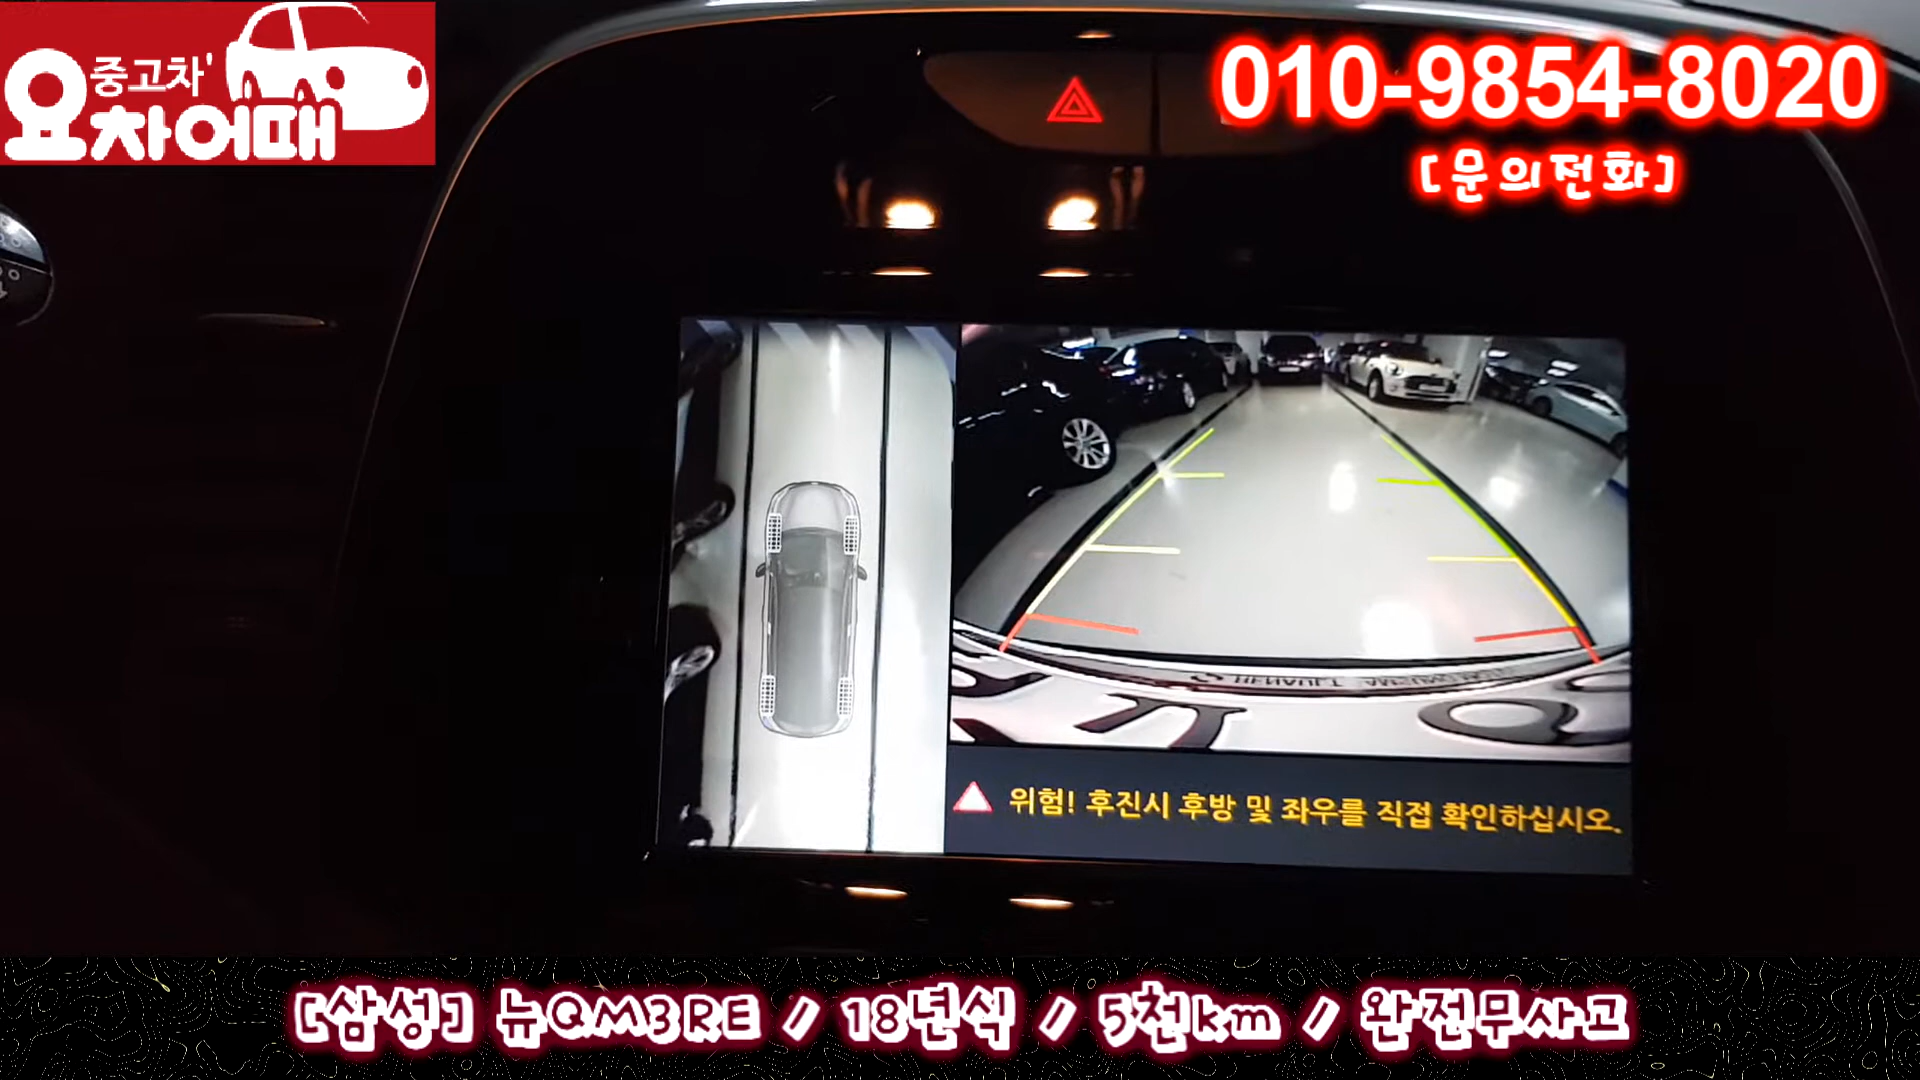 중고차'
요차어때
010-9854-8020
[문의전화]
위험! 후진시 후방 및 좌우를 직접 확인하십시오.
[삼성] 뉴QM3RE / 18년식 / 5천km / 완전무사고